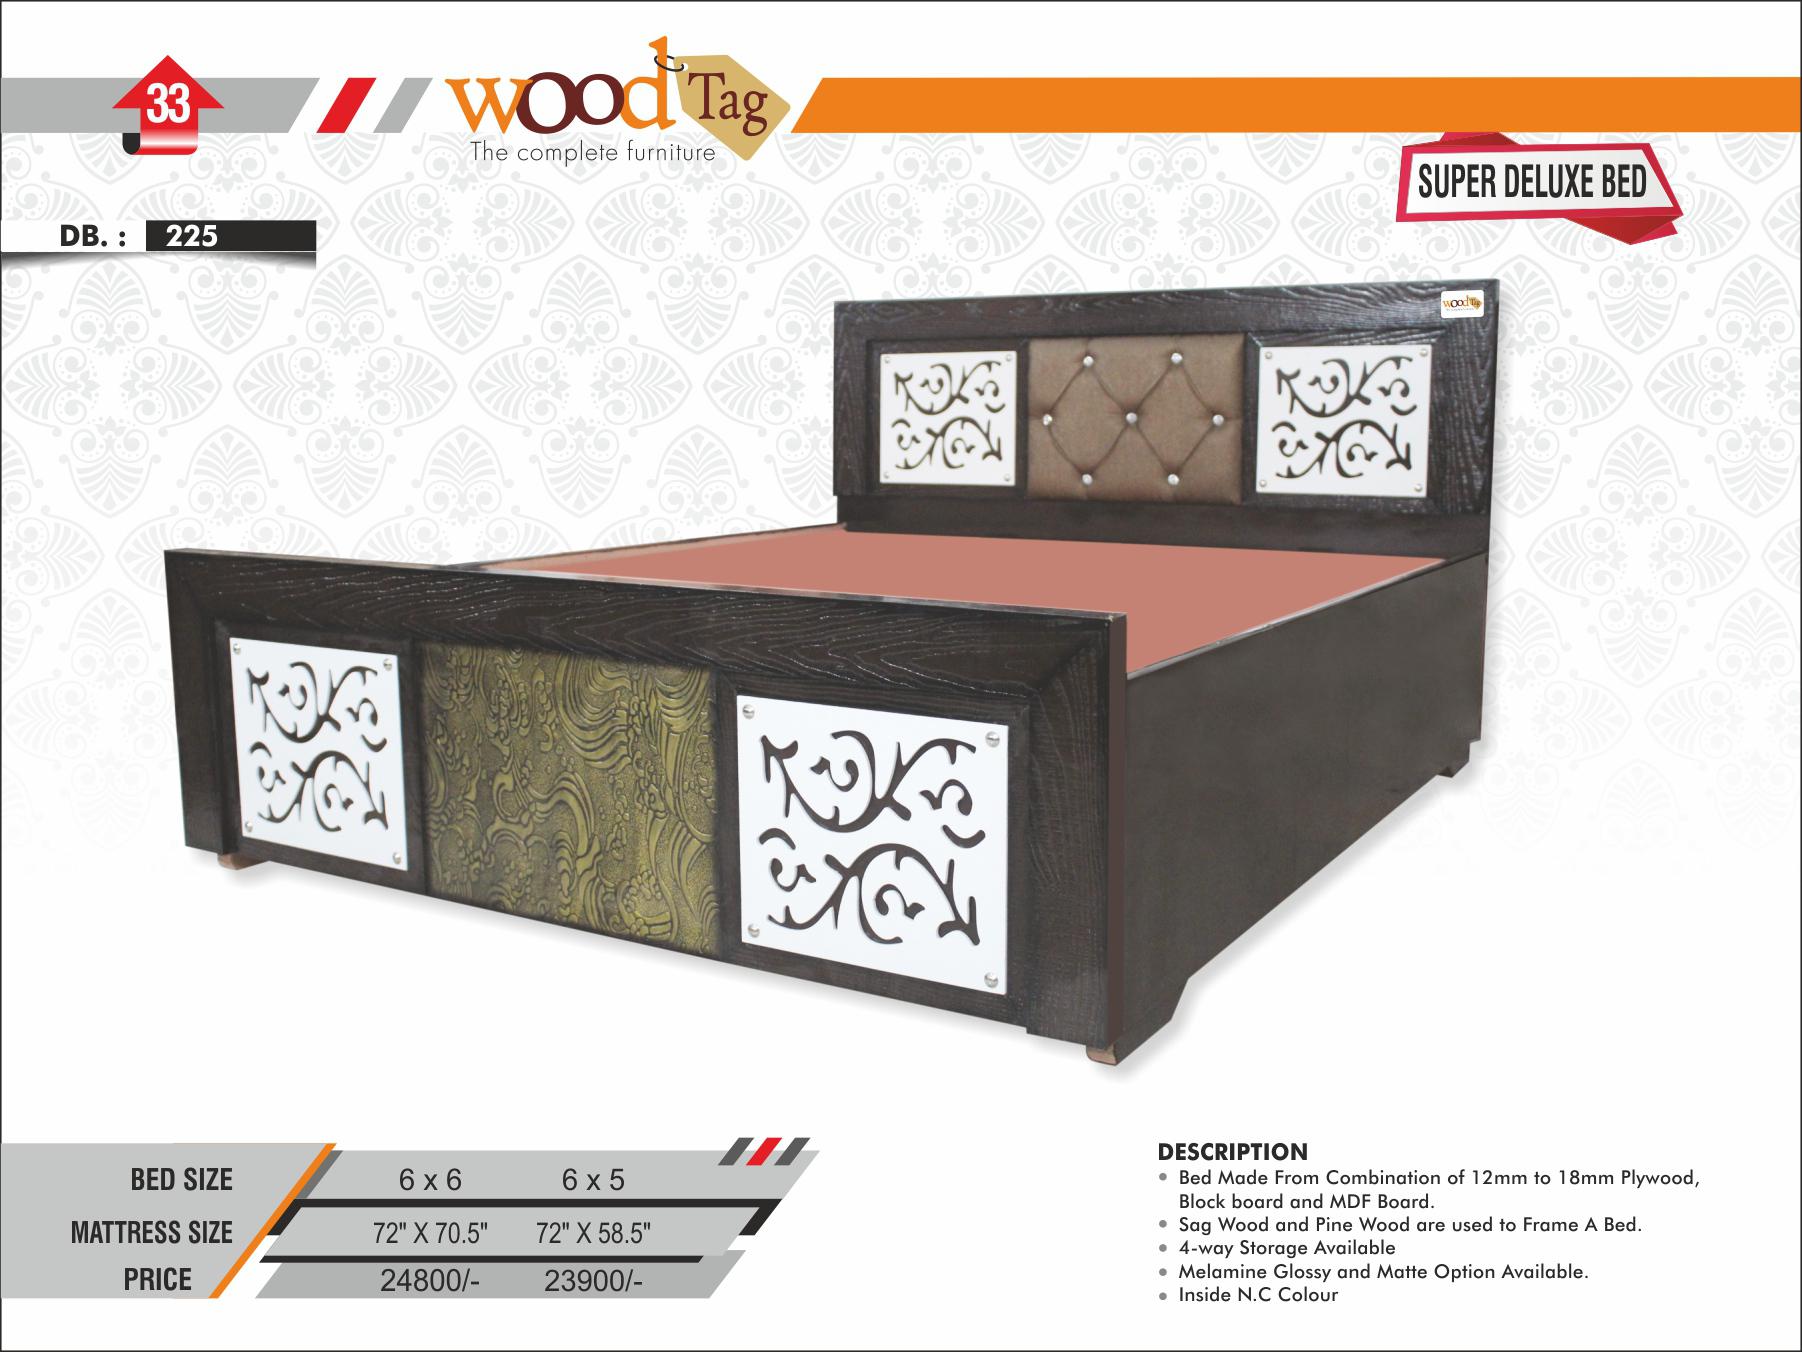 33
wood Tag
The complete furniture
SUPER DELUXE BED
DB. : 225
wood Tag
BED SIZE 6 x 6 6 x 5
MATTRESS SIZE 72" X 70.5" 72" X 58.5"
PRICE 24800/- 23900/-
DESCRIPTION
• Bed Made From Combination of 12mm to 18mm Plywood,
Block board and MDF Board.
• Sag Wood and Pine Wood are used to Frame A Bed.
• 4-way Storage Available
• Melamine Glossy and Matte Option Available.
• Inside N.C Colour